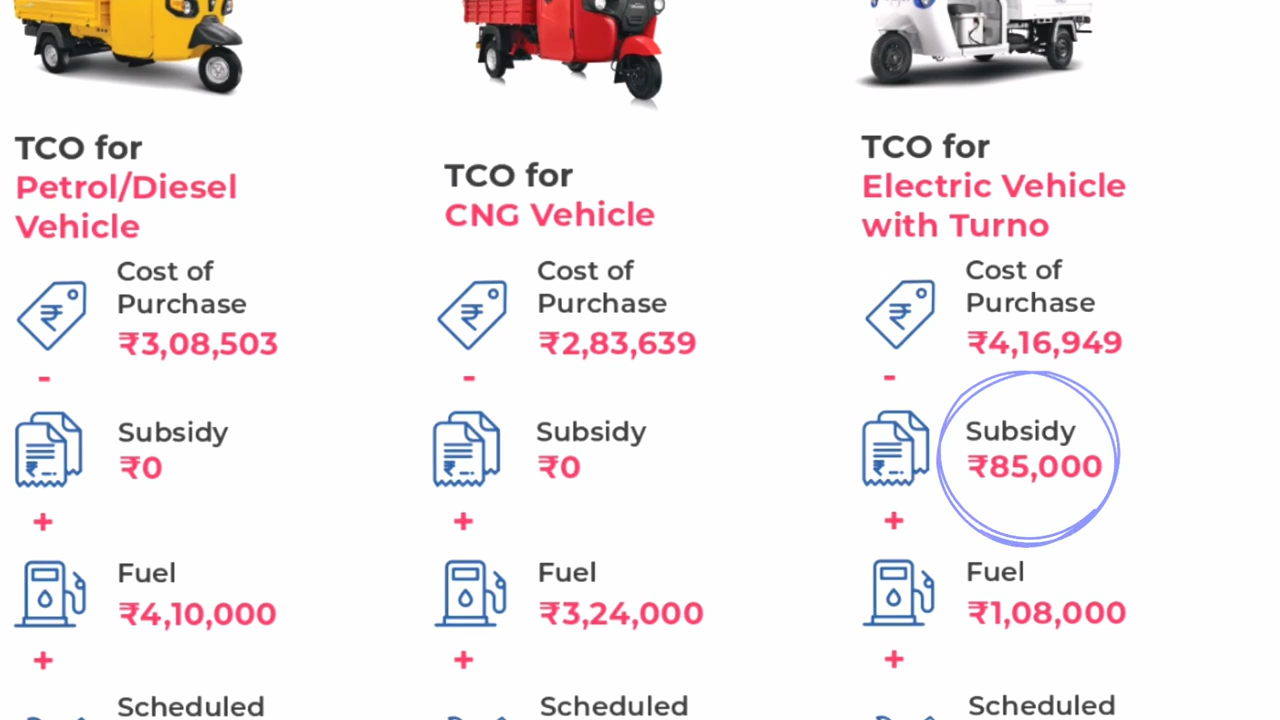 TCO for
Petrol/Diesel
Vehicle
Cost of
Purchase
₹3,08,503
-
Subsidy
₹0
+
Fuel
₹4,10,000
+
Scheduled
TCO for
CNG Vehicle
Cost of
Purchase
₹2,83,639
-
Subsidy
₹0
+
Fuel
₹3,24,000
+
Scheduled
TCO for
Electric Vehicle
with Turno
Cost of
Purchase
₹4,16,949
-
Subsidy
₹85,000
+
Fuel
₹1,08,000
+
Scheduled